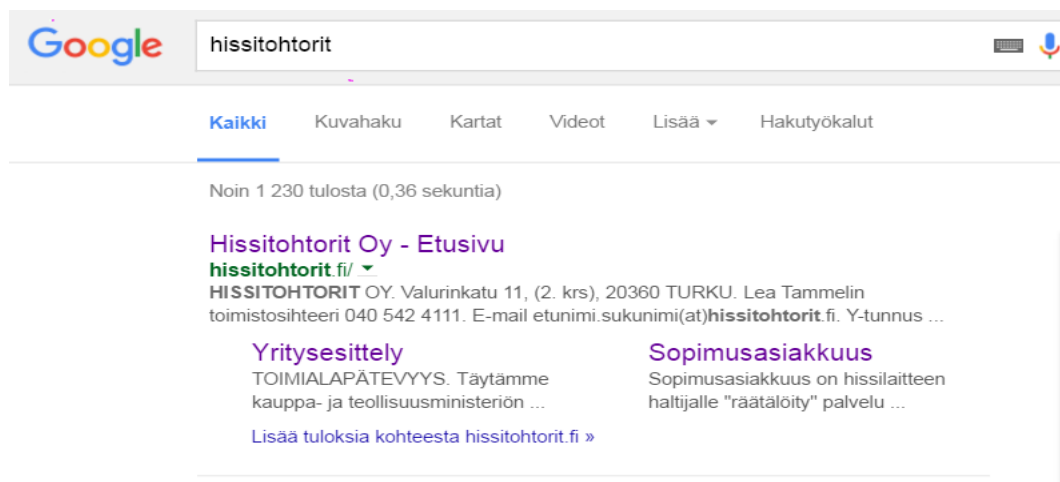 Google hissitohtorit
Kaikki Kuvahaku Kartat Videot Lisää Hakutyökalut
Noin 1 230 tulosta (0,36 sekuntia)
Hissitohtorit Oy - Etusivu
hissitohtorit.fi/
HISSITOHTORIT OY. Valurinkatu 11, (2. krs), 20360 TURKU. Lea Tammelin
toimistosihteeri 040 542 4111. E-mail etunimi.sukunimi(at)hissitohtorit.fi. Y-tunnus ...
Yritysesittely
TOIMIALAPÄTEVYYS. Täytämme
kauppa- ja teollisuusministeriön ...
Sopimusasiakkuus
Sopimusasiakkuus on hissilaitteen
haltijalle "räätälöity" palvelu ...
Lisää tuloksia kohteesta hissitohtorit.fi »